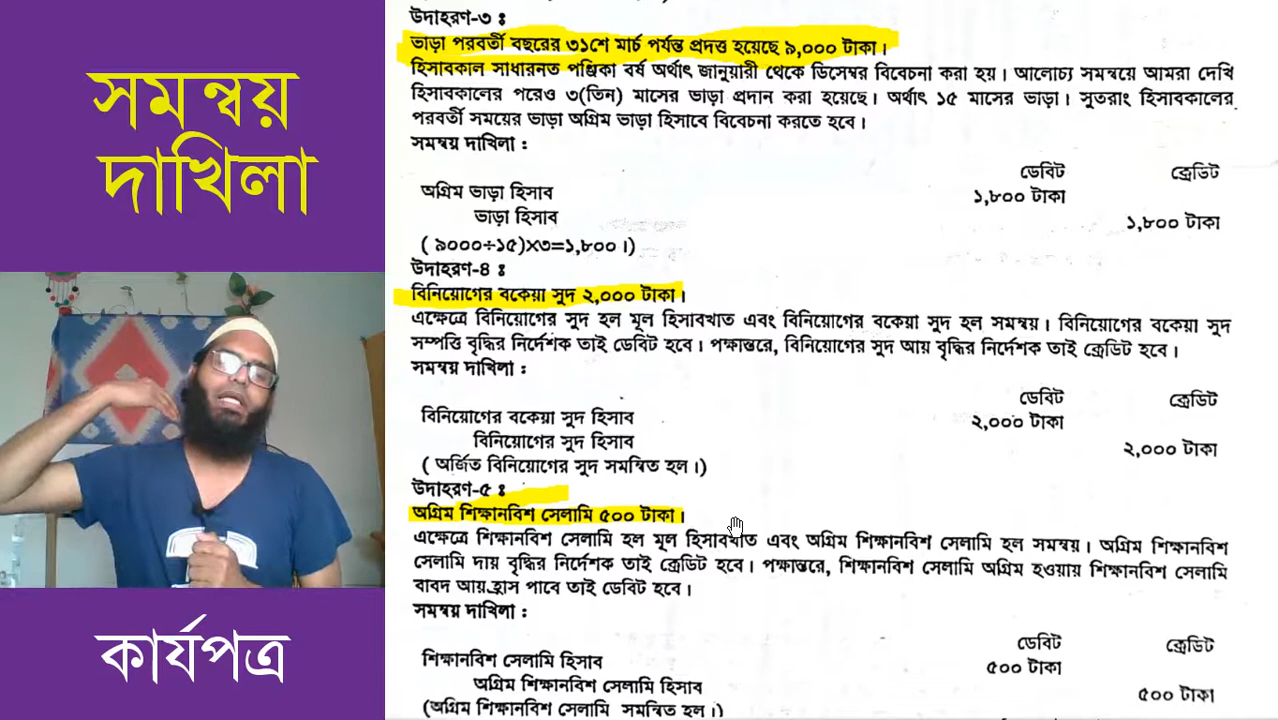 সমন্বয়
দাখিলা
কার্যপত্র
উদাহরণ-৩ :
ভাড়া পরবর্তী বছরের ৩১শে মার্চ পর্যন্ত প্রদত্ত হয়েছে ৯,০০০ টাকা।
হিসাবকাল সাধারনত পঞ্জিকা বর্ষ অর্থাৎ জানুয়ারী থেকে ডিসেম্বর বিবেচনা করা হয়। আলোচ্য সমন্বয়ে আমরা দেখি
হিসাবকালের পরেও ৩(তিন) মাসের ভাড়া প্রদান করা হয়েছে। অর্থাৎ ১৫ মাসের ভাড়া। সুতরাং হিসাবকালের
পরবর্তী সময়ের ভাড়া অগ্রিম ভাড়া হিসাবে বিবেচনা করতে হবে।
সমন্বয় দাখিলা :
ডেবিট ক্রেডিট
অগ্রিম ভাড়া হিসাব ১,৮০০ টাকা
ভাড়া হিসাব ১,৮০০ টাকা
( ৯০০০÷১৫)×৩=১,৮০০।)
উদাহরণ-৪ :
বিনিয়োগের বকেয়া সুদ ২,০০০ টাকা।
এক্ষেত্রে বিনিয়োগের সুদ হল মূল হিসাবখাত এবং বিনিয়োগের বকেয়া সুদ হল সমন্বয়। বিনিয়োগের বকেয়া সুদ
সম্পত্তি বৃদ্ধির নির্দেশক তাই ডেবিট হবে। পক্ষান্তরে, বিনিয়োগের সুদ আয় বৃদ্ধির নির্দেশক তাই ক্রেডিট হবে।
সমন্বয় দাখিলা :
ডেবিট ক্রেডিট
বিনিয়োগের বকেয়া সুদ হিসাব ২,০০০ টাকা
বিনিয়োগের সুদ হিসাব ২,০০০ টাকা
( অর্জিত বিনিয়োগের সুদ সমন্বিত হল।)
উদাহরণ-৫ :
অগ্রিম শিক্ষানবিশ সেলামি ৫০০ টাকা।
এক্ষেত্রে শিক্ষানবিশ সেলামি হল মূল হিসাবখাত এবং অগ্রিম শিক্ষানবিশ সেলামি হল সমন্বয়। অগ্রিম শিক্ষানবিশ
সেলামি দায় বৃদ্ধির নির্দেশক তাই ক্রেডিট হবে। পক্ষান্তরে, শিক্ষানবিশ সেলামি অগ্রিম হওয়ায় শিক্ষানবিশ সেলামি
বাবদ আয় হ্রাস পাবে তাই ডেবিট হবে।
সমন্বয় দাখিলা :
ডেবিট ক্রেডিট
শিক্ষানবিশ সেলামি হিসাব ৫০০ টাকা
অগ্রিম শিক্ষানবিশ সেলামি হিসাব ৫০০ টাকা
(অগ্রিম শিক্ষানবিশ সেলামি সমন্বিত হল।)